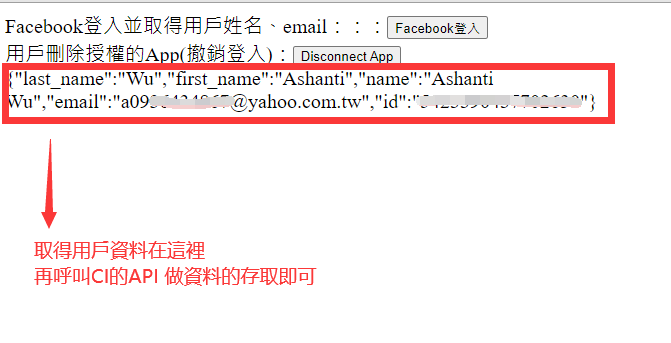 Facebook登入並取得用戶姓名、email：：：Facebook登入
用戶刪除授權的App(撤銷登入)：Disconnect App
{"last_name":"Wu","first_name":"Ashanti","name":"Ashanti
Wu","email":"@yahoo.com.tw","id":""}
取得用戶資料在這裡
再呼叫CI的API 做資料的存取即可